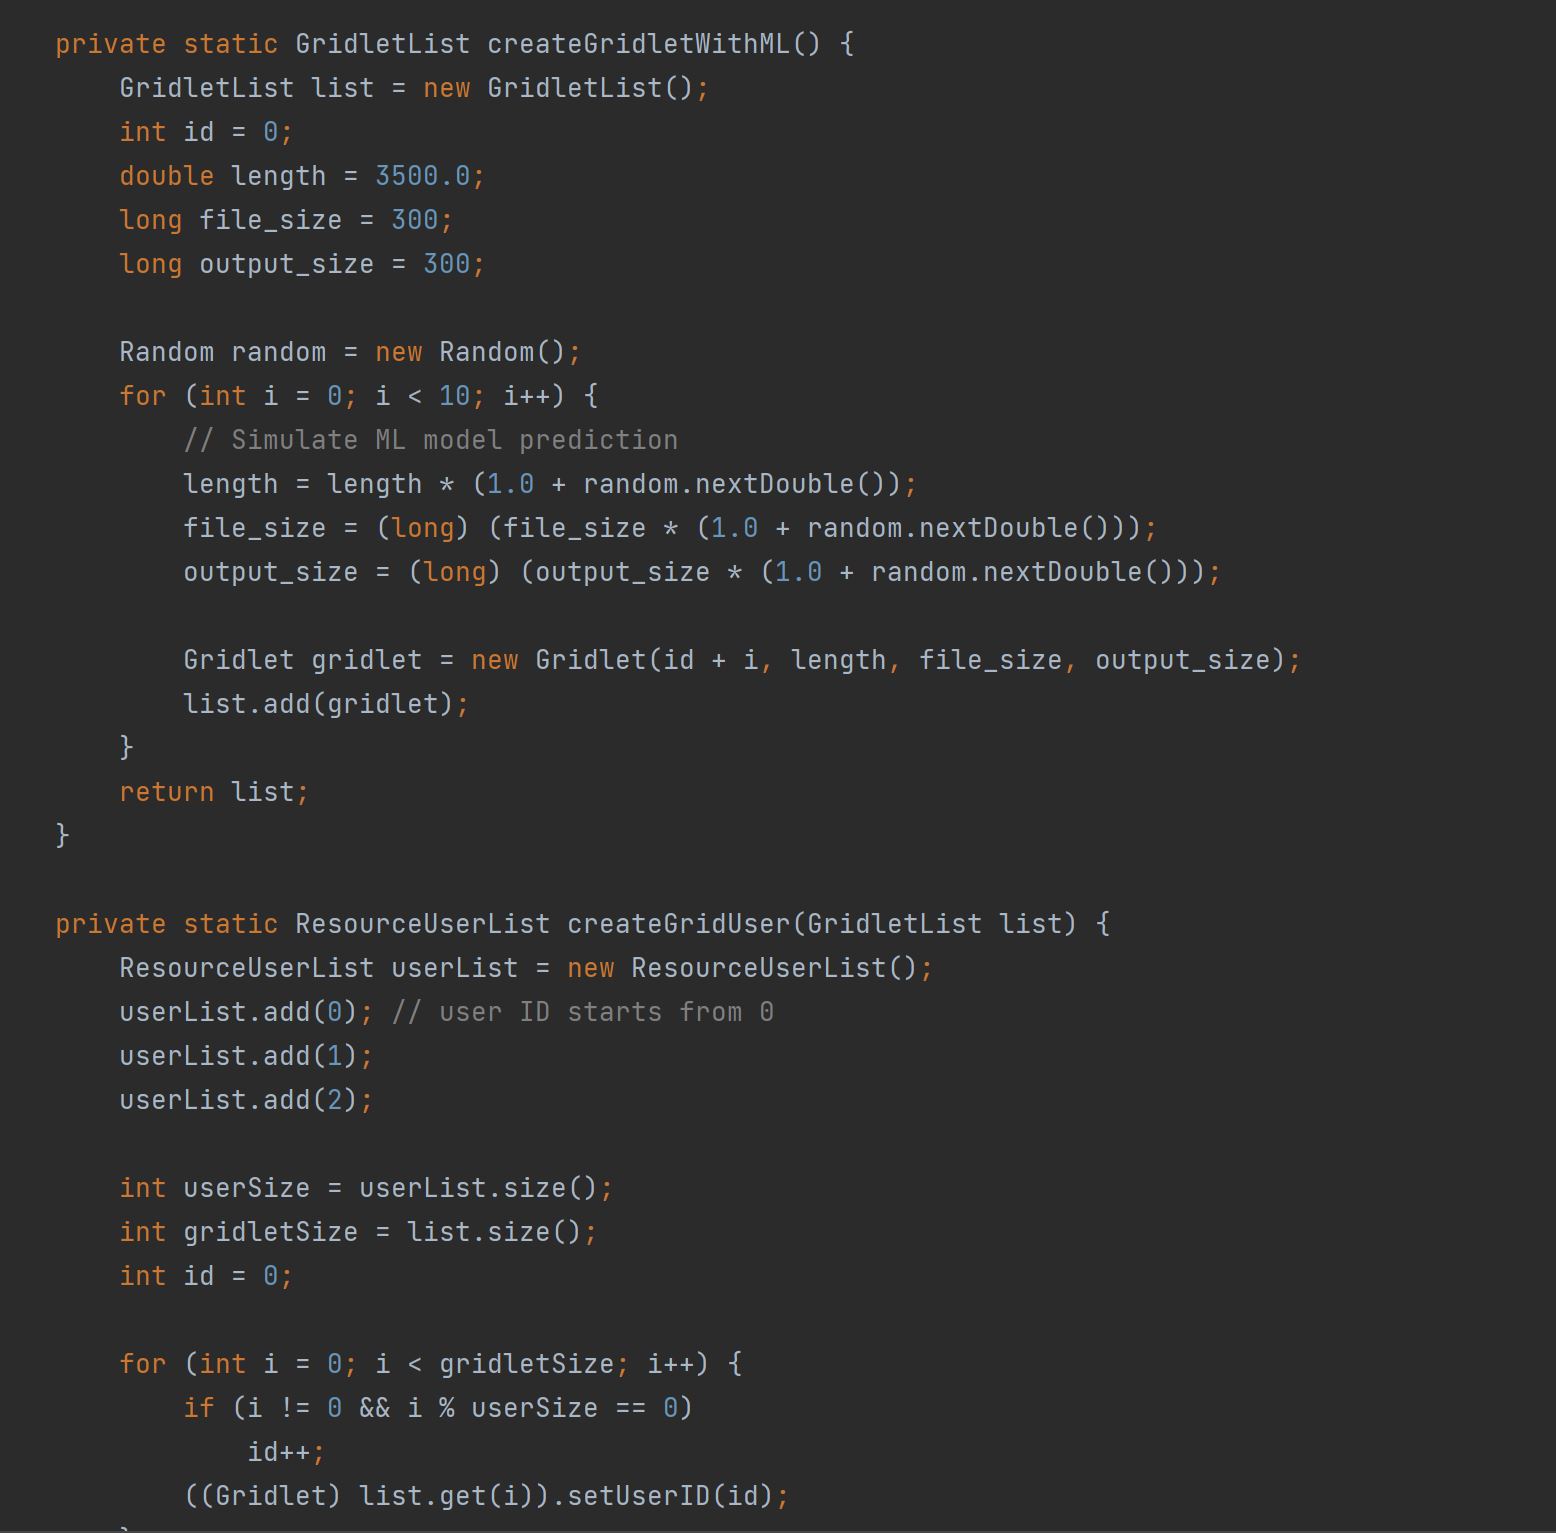 private static GridletList createGridletWithML() {
    GridletList list = new GridletList();
    int id = 0;
    double length = 3500.0;
    long file_size = 300;
    long output_size = 300;

    Random random = new Random();
    for (int i = 0; i < 10; i++) {
        // Simulate ML model prediction
        length = length * (1.0 + random.nextDouble());
        file_size = (long) (file_size * (1.0 + random.nextDouble()));
        output_size = (long) (output_size * (1.0 + random.nextDouble()));

        Gridlet gridlet = new Gridlet(id + i, length, file_size, output_size);
        list.add(gridlet);
    }
    return list;
}

private static ResourceUserList createGridUser(GridletList list) {
    ResourceUserList userList = new ResourceUserList();
    userList.add(0); // user ID starts from 0
    userList.add(1);
    userList.add(2);

    int userSize = userList.size();
    int gridletSize = list.size();
    int id = 0;

    for (int i = 0; i < gridletSize; i++) {
        if (i != 0 && i % userSize == 0)
            id++;
        ((Gridlet) list.get(i)).setUserID(id);